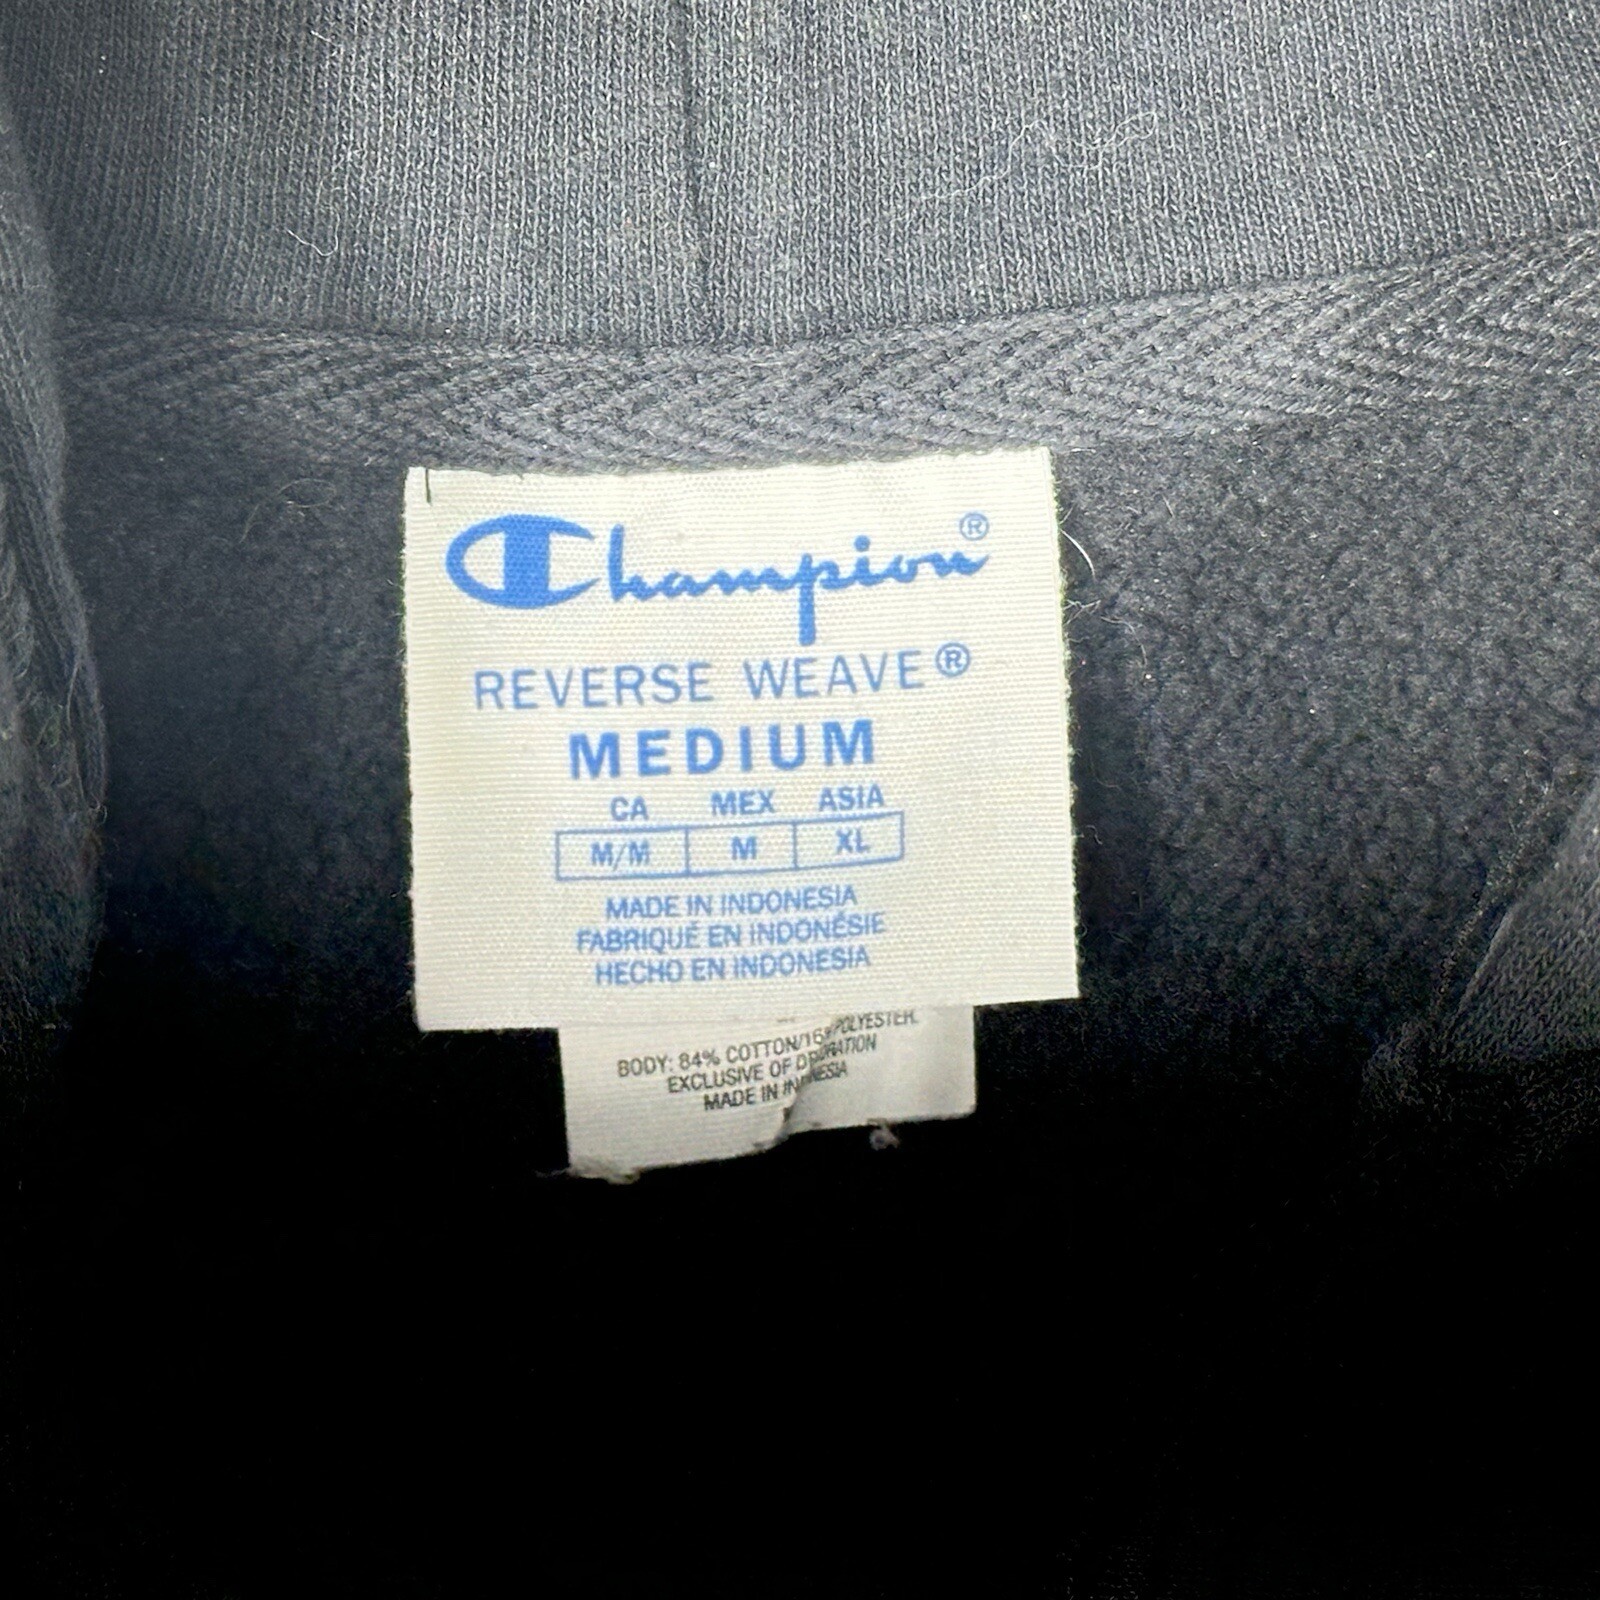 Champion®
REVERSE WEAVE®
MEDIUM
CA MEX ASIA
M/M M XL
MADE IN INDONESIA
FABRIQUÉ EN INDONÉSIE
HECHO EN INDONESIA
BODY: 84% COTTON/16% POLYESTER.
EXCLUSIVE OF DECORATION
MADE IN INDONESIA